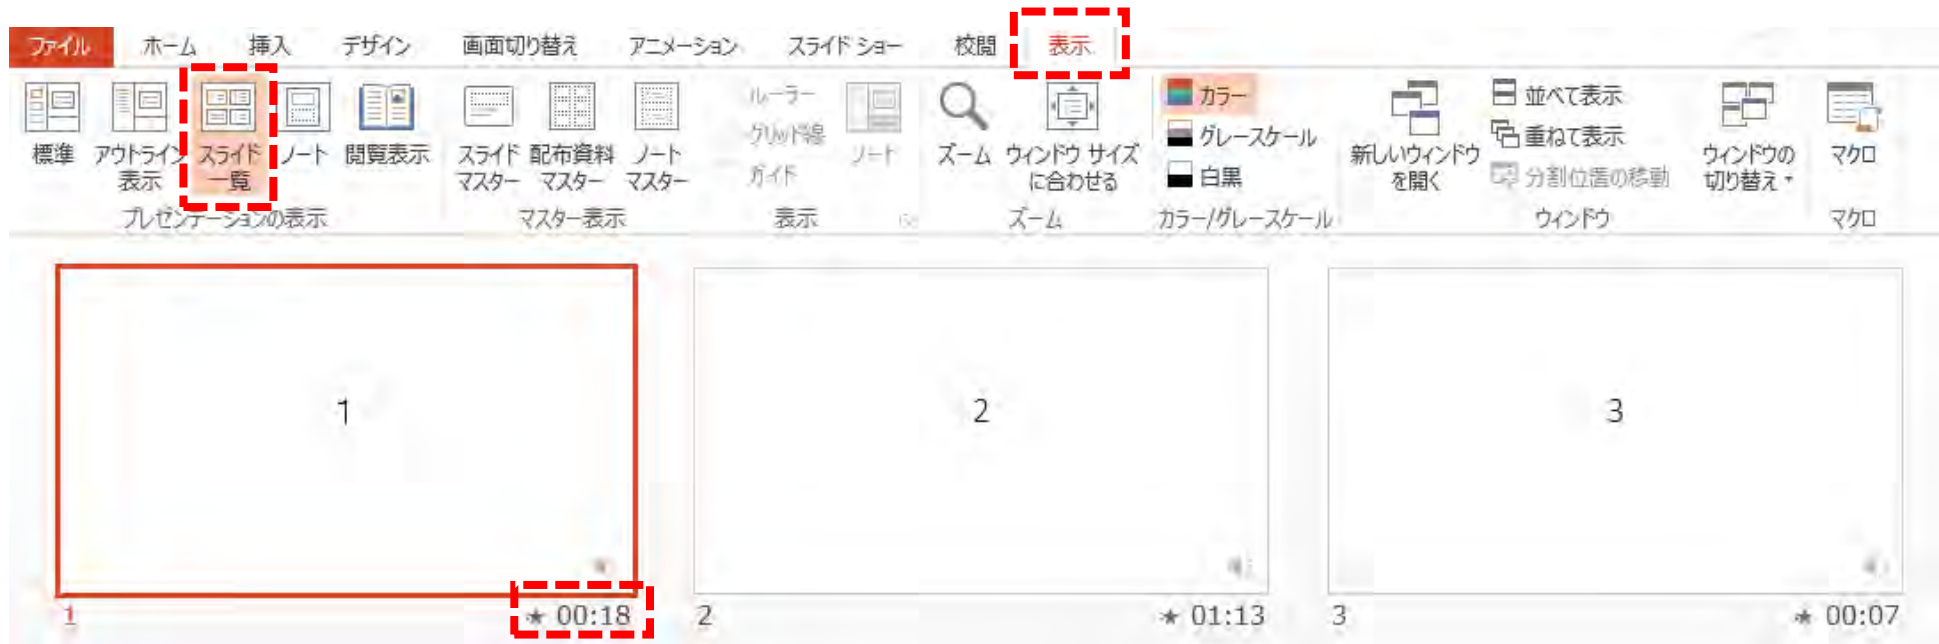 ファイル ホーム 挿入 デザイン 画面切り替え アニメーション スライド ショー 校閲 表示
標準 アウトライン表示 スライド一覧 ノート 閲覧表示
プレゼンテーションの表示
スライドマスター 配布資料マスター ノートマスター
マスター表示
ルーラー
グリッド線
ガイド
ノート
表示
ズーム ウィンドウ サイズに合わせる
ズーム
カラー
グレースケール
白黒
カラー/グレースケール
新しいウィンドウを開く
並べて表示
重ねて表示
分割位置の移動
ウィンドウの切り替え
ウィンドウ
マクロ
マクロ
1
1 ★ 00:18
2
2 ★ 01:13
3
3 ★ 00:07